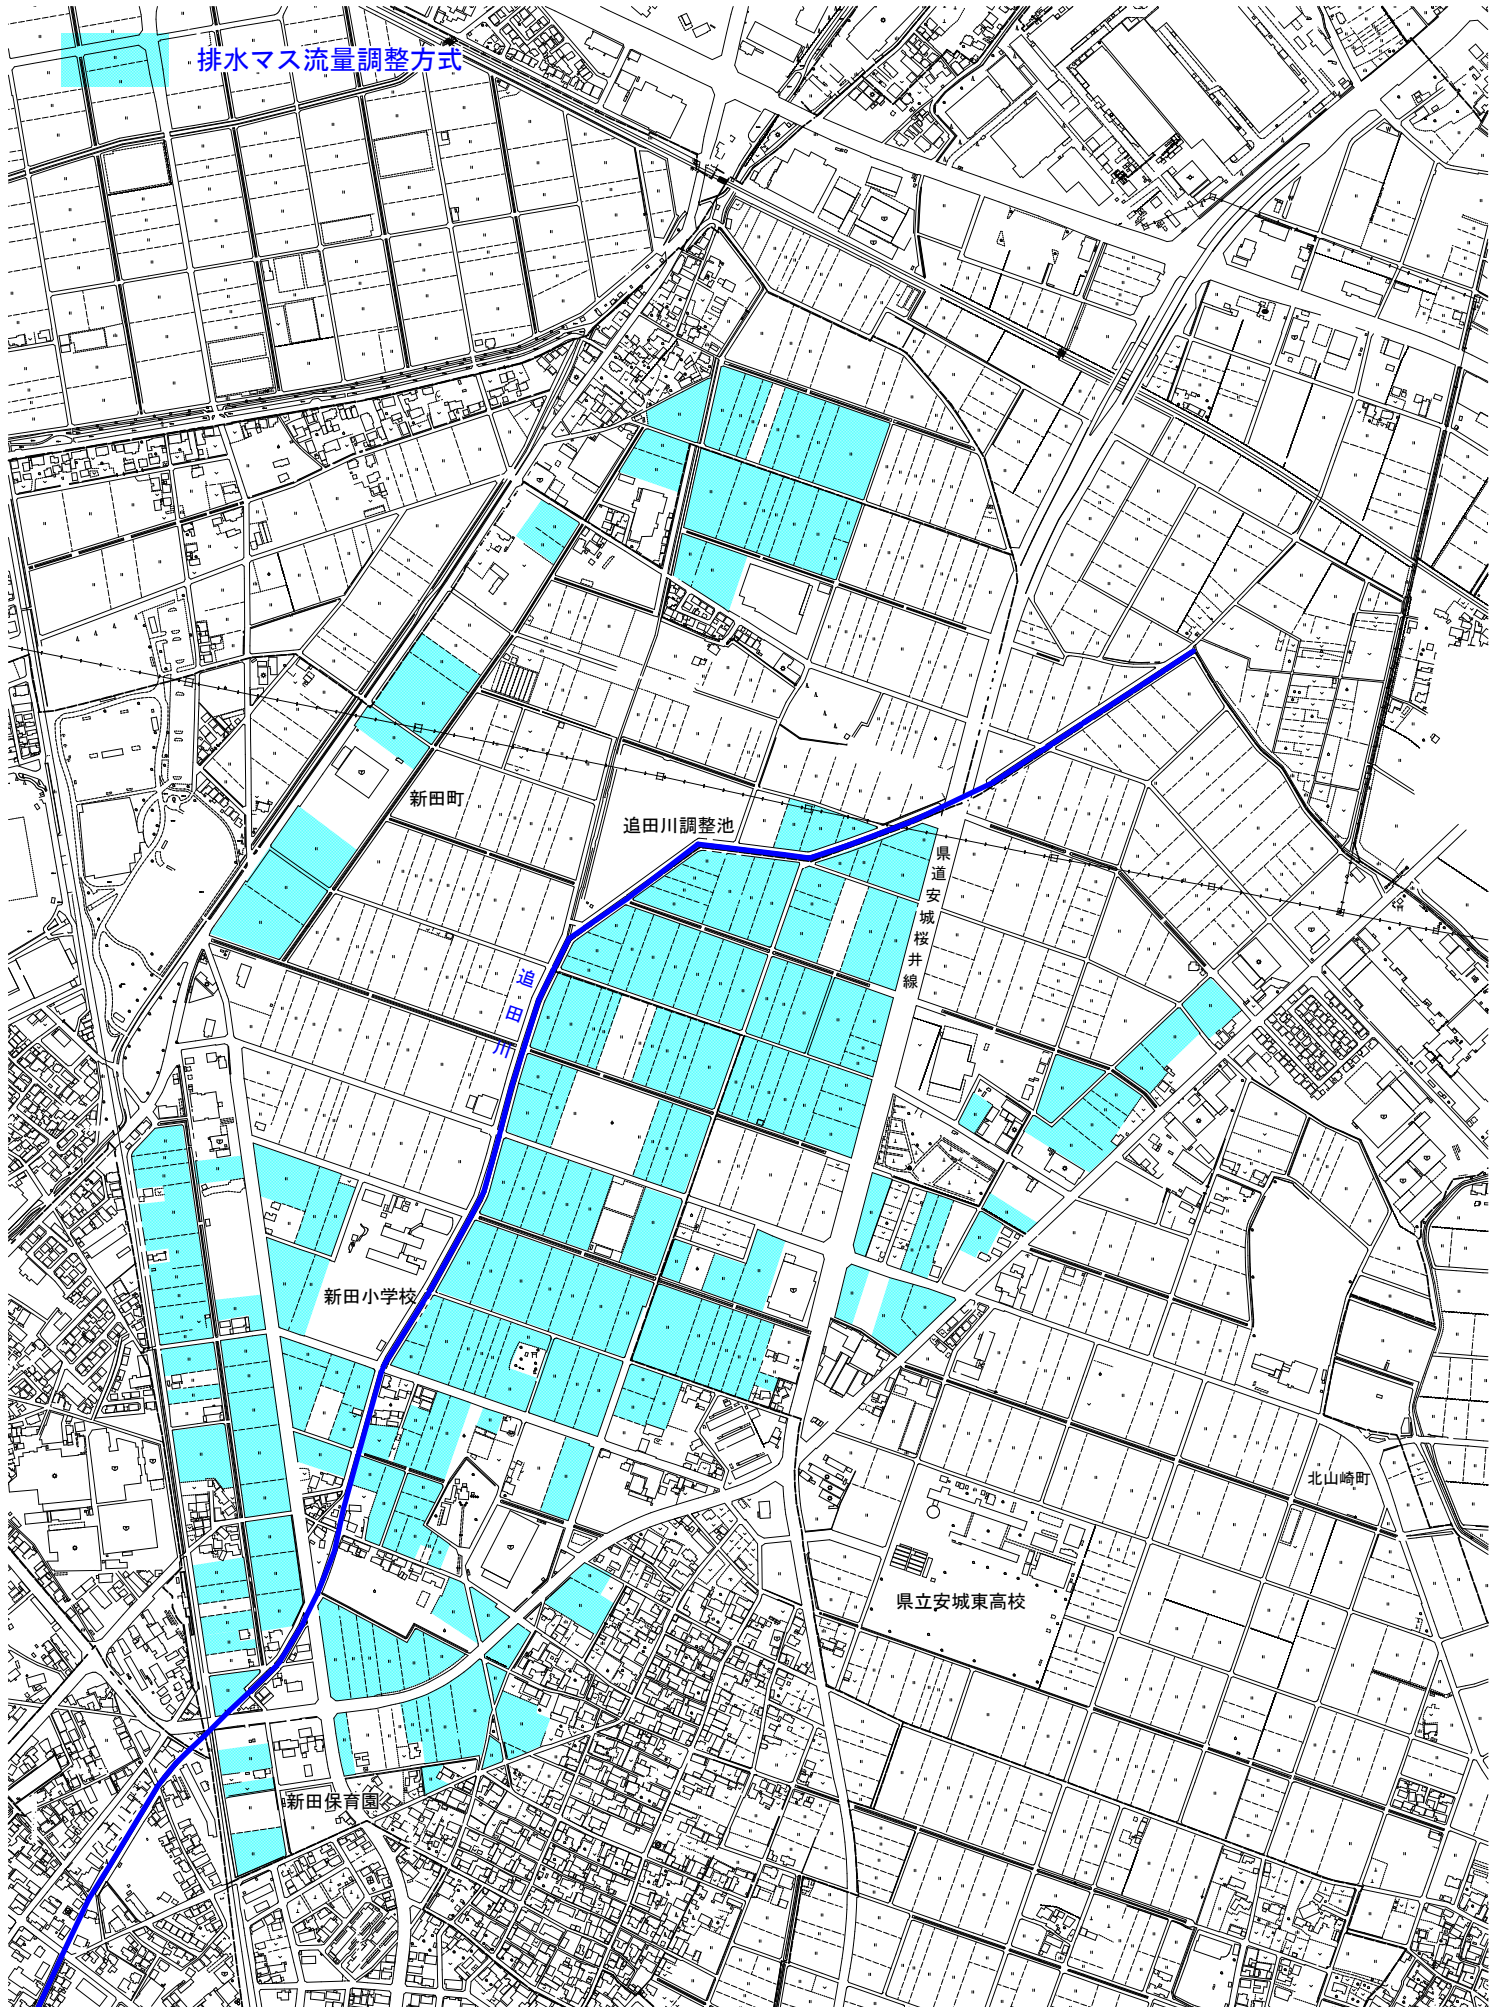 排水マス流量調整方式
新田町
追田川調整池
県道安城桜井線
追田川
新田小学校
北山崎町
県立安城東高校
新田保育園